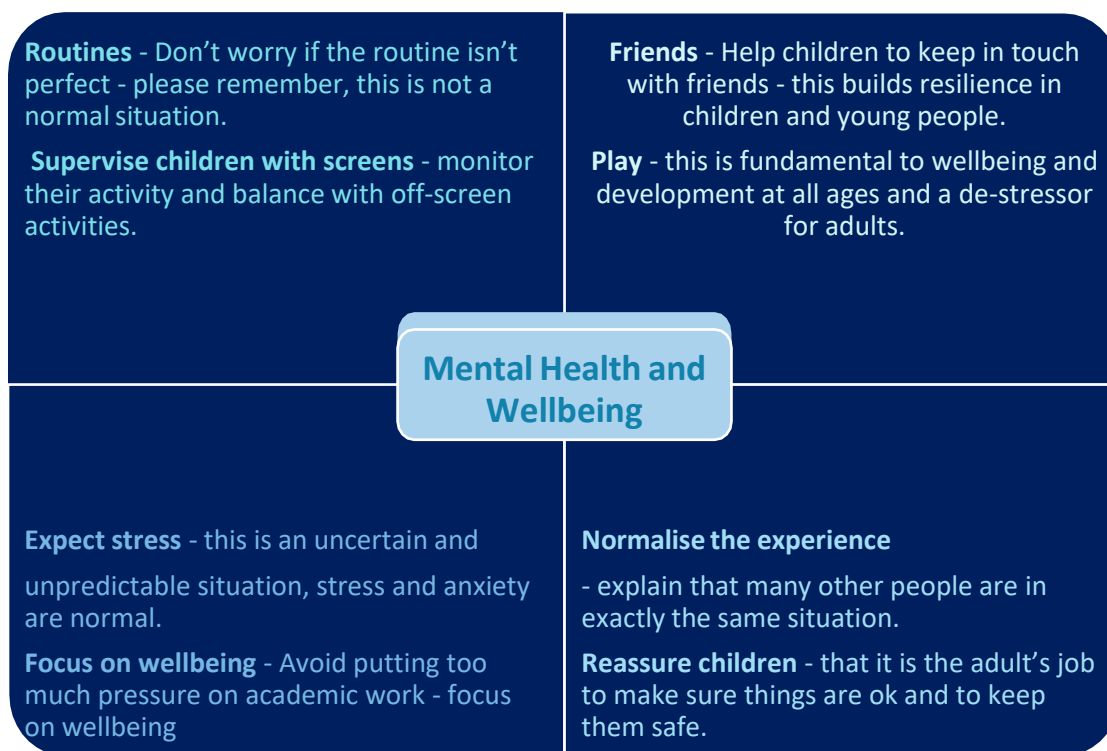 Routines - Don’t worry if the routine isn’t
perfect - please remember, this is not a
normal situation.
Supervise children with screens - monitor
their activity and balance with off-screen
activities.
Friends - Help children to keep in touch
with friends - this builds resilience in
children and young people.
Play - this is fundamental to wellbeing and
development at all ages and a de-stressor
for adults.
Mental Health and
Wellbeing
Expect stress - this is an uncertain and
unpredictable situation, stress and anxiety
are normal.
Focus on wellbeing - Avoid putting too
much pressure on academic work - focus
on wellbeing
Normalise the experience
- explain that many other people are in
exactly the same situation.
Reassure children - that it is the adult’s job
to make sure things are ok and to keep
them safe.